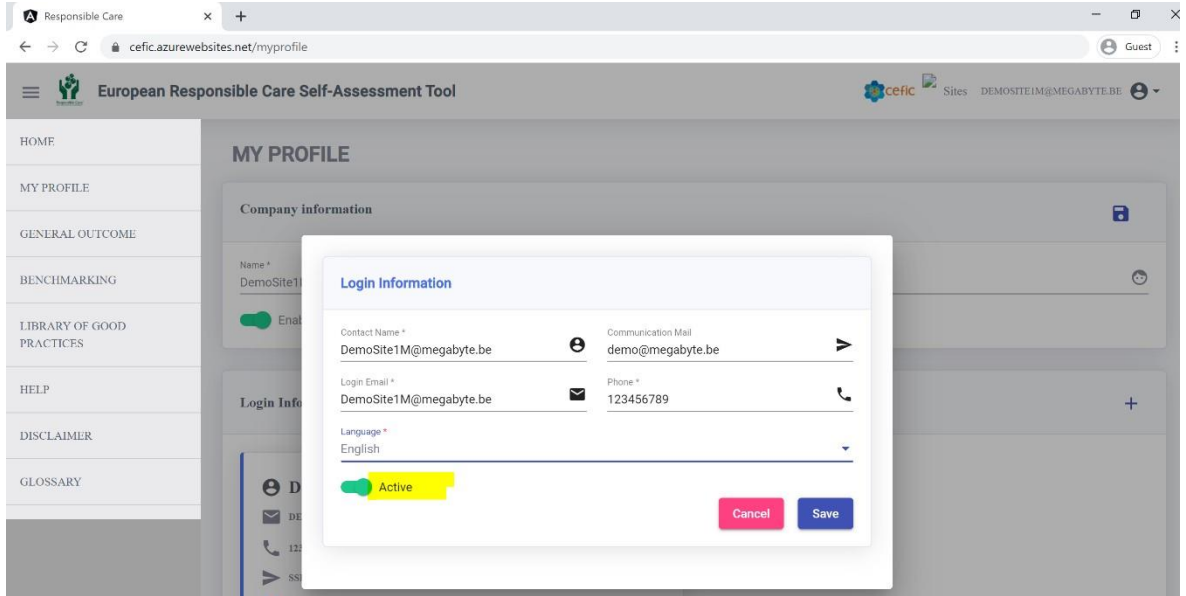 Responsible Care
cefic.azurewebsites.net/myprofile
Guest
European Responsible Care Self-Assessment Tool
cefic
Sites
DEMOSITE1M@MEGABYTE.BE
HOME
MY PROFILE
GENERAL OUTCOME
BENCHMARKING
LIBRARY OF GOOD
PRACTICES
HELP
DISCLAIMER
GLOSSARY
MY PROFILE
Company information
Name *
DemoSite1
Enab
Login Info
D
DE
12
SS
Login Information
Contact Name *
DemoSite1M@megabyte.be
Communication Mail
demo@megabyte.be
Login Email *
DemoSite1M@megabyte.be
Phone *
123456789
Language *
English
Active
Cancel
Save